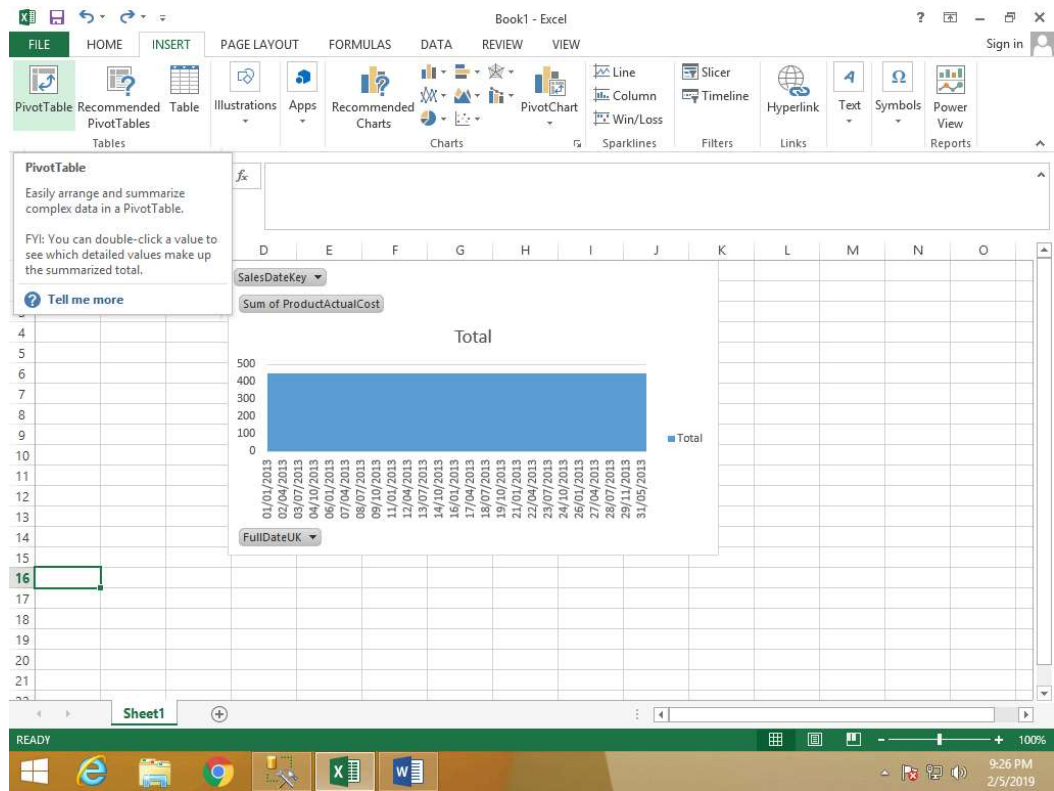 Book1 - Excel
?
FILE HOME INSERT PAGE LAYOUT FORMULAS DATA REVIEW VIEW Sign in
PivotTable Recommended PivotTables Table Illustrations Apps Recommended Charts PivotChart Line Column Win/Loss Slicer Timeline Hyperlink Text Symbols Power View
Tables Charts Sparklines Filters Links Reports
PivotTable
Easily arrange and summarize
complex data in a PivotTable.
FYI: You can double-click a value to
see which detailed values make up
the summarized total.
Tell me more
fx
D E F G H I J K L M N O
SalesDateKey
Sum of ProductActualCost
Total
500
400
300
200
100
0
Total
01/01/2013
02/04/2013
03/07/2013
04/10/2013
06/01/2013
07/04/2013
08/07/2013
09/10/2013
11/01/2013
12/04/2013
13/07/2013
14/10/2013
16/01/2013
17/04/2013
18/07/2013
19/10/2013
21/01/2013
22/04/2013
23/07/2013
24/10/2013
26/01/2013
27/04/2013
28/07/2013
29/11/2013
31/05/2013
FullDateUK
4
5
6
7
8
9
10
11
12
13
14
15
16
17
18
19
20
21
Sheet1
READY 100%
9:26 PM
2/5/2019